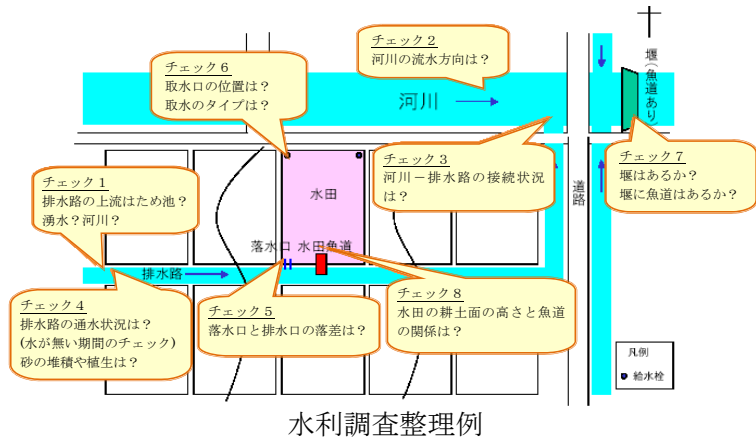 チェック６
取水口の位置は？
取水のタイプは？
チェック２
河川の流水方向は？
河川
堰（魚道あり）
チェック１
排水路の上流はため池？
湧水？河川？
水田
チェック３
河川－排水路の接続状況
は？
道路
チェック７
堰はあるか？
堰に魚道はあるか？
落水口 水田魚道
排水路
チェック４
排水路の通水状況は？
(水が無い期間のチェック)
砂の堆積や植生は？
チェック５
落水口と排水口の落差は？
チェック８
水田の耕土面の高さと魚道
の関係は？
凡例
給水栓
水利調査整理例